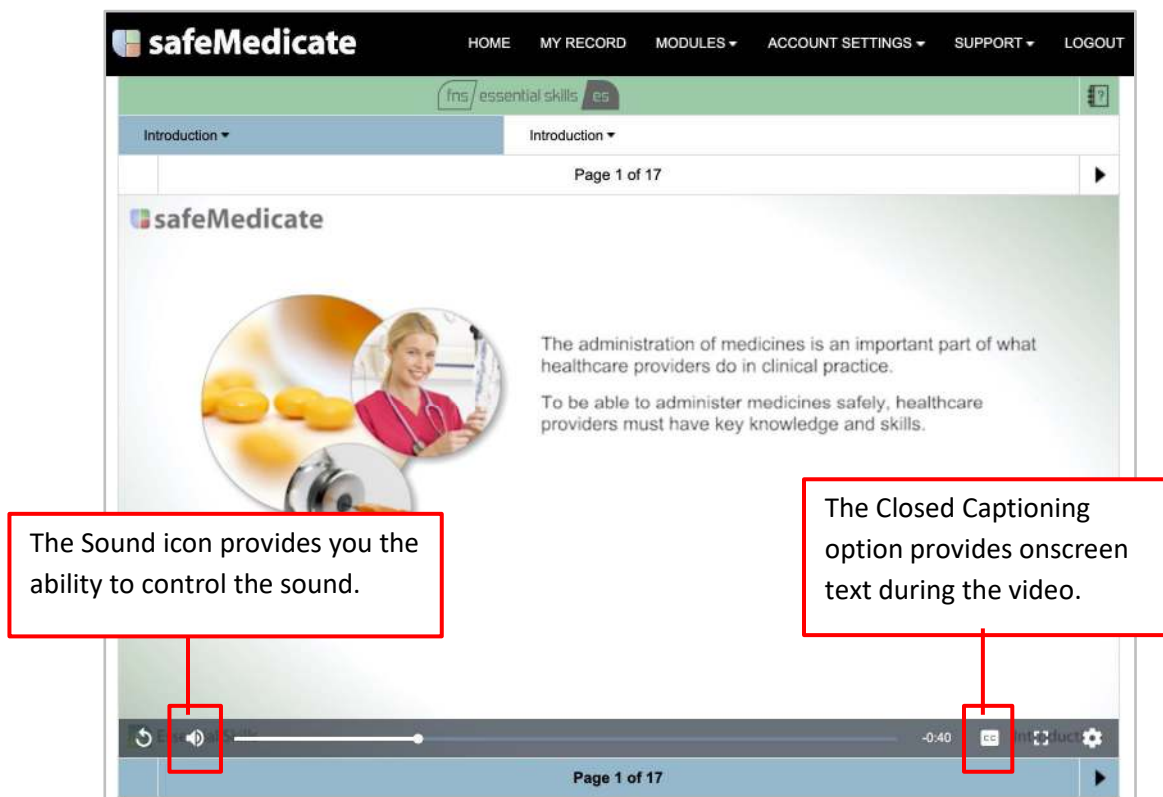 safeMedicate
HOME MY RECORD MODULES ACCOUNT SETTINGS SUPPORT LOGOUT
fns essential skills es
?
Introduction
Introduction
Page 1 of 17
safeMedicate
The administration of medicines is an important part of what
healthcare providers do in clinical practice.
To be able to administer medicines safely, healthcare
providers must have key knowledge and skills.
The Sound icon provides you the
ability to control the sound.
The Closed Captioning
option provides onscreen
text during the video.
-0:40
CC
Page 1 of 17